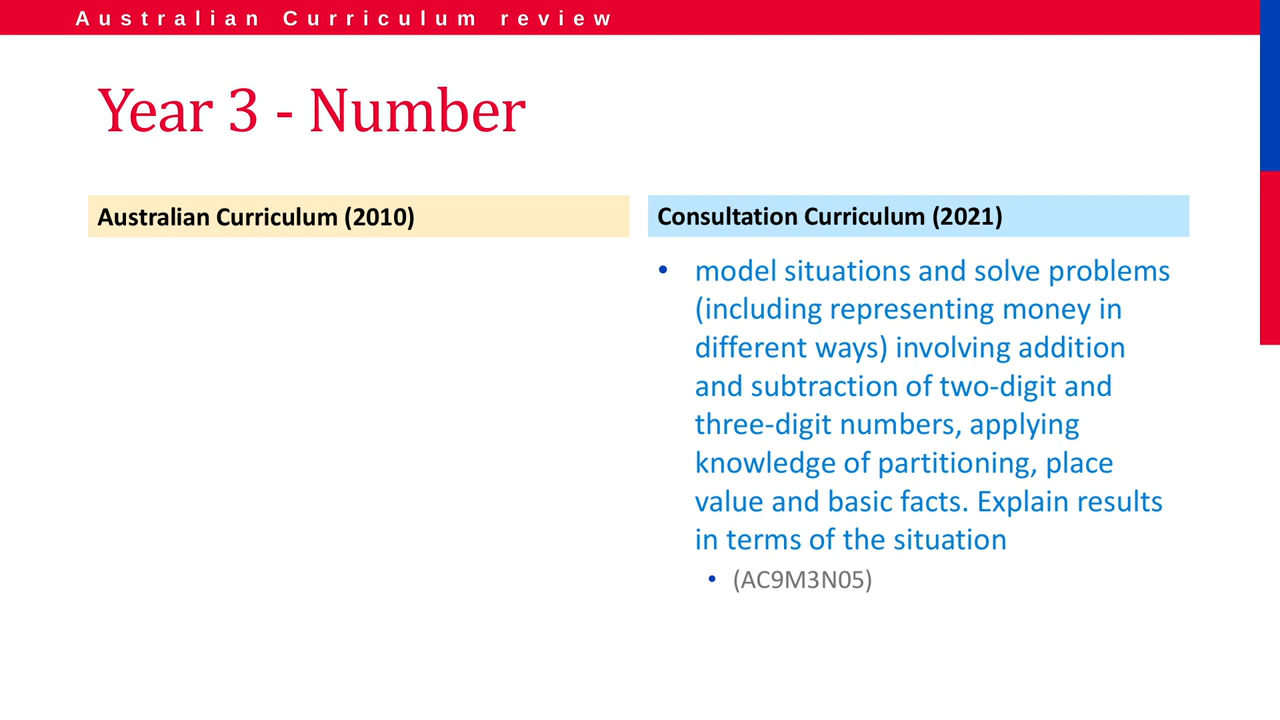 Australian Curriculum review
Year 3 - Number
Australian Curriculum (2010)
Consultation Curriculum (2021)
• model situations and solve problems
(including representing money in
different ways) involving addition
and subtraction of two-digit and
three-digit numbers, applying
knowledge of partitioning, place
value and basic facts. Explain results
in terms of the situation
• (AC9M3N05)